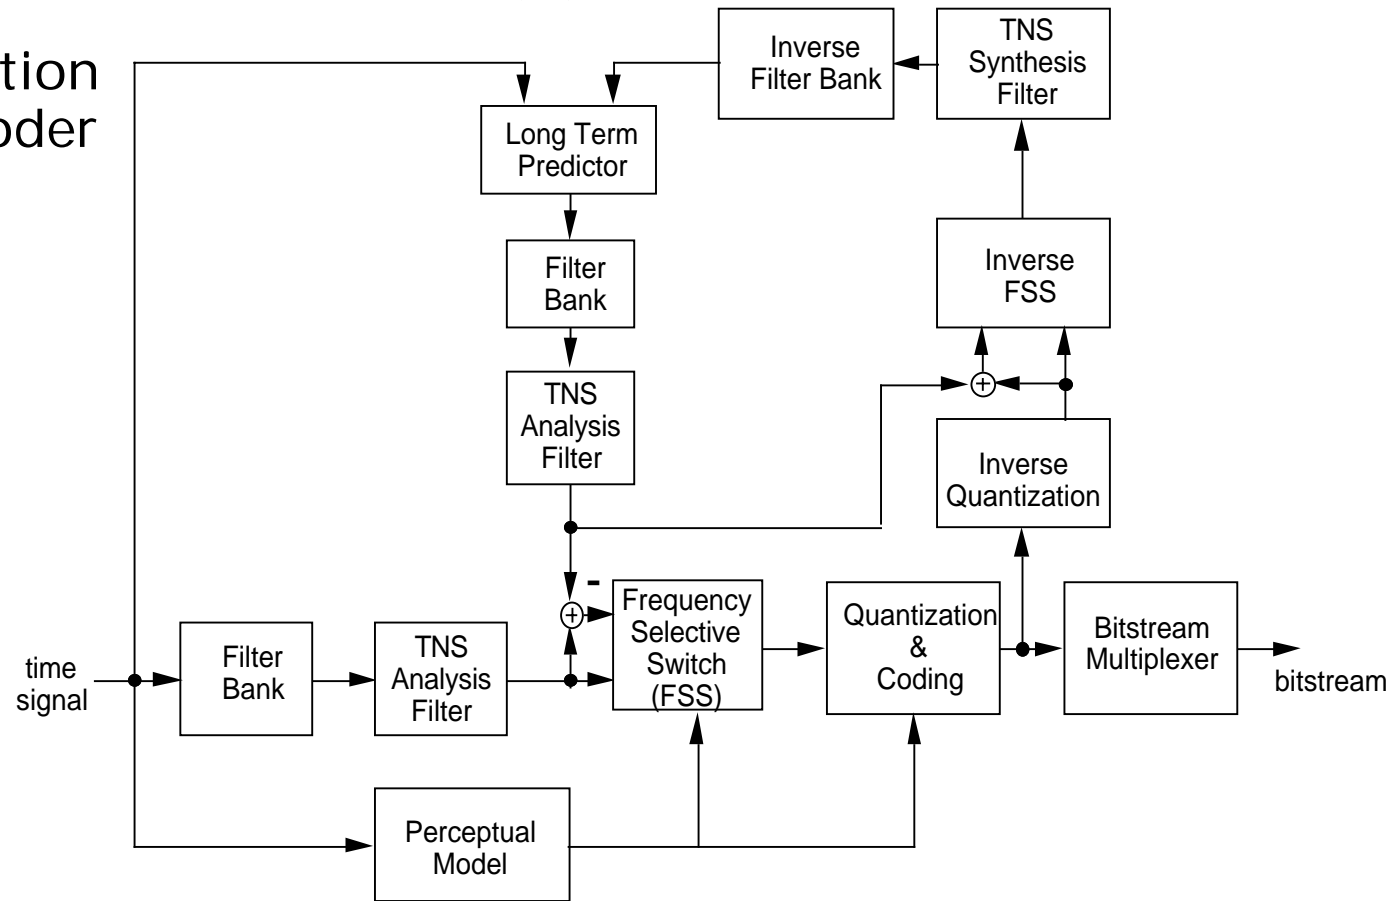 tion
oder
Inverse
Filter Bank
TNS
Synthesis
Filter
Long Term
Predictor
Filter
Bank
Inverse
FSS
TNS
Analysis
Filter
+
Inverse
Quantization
-
+
Frequency
Selective
Switch
(FSS)
Quantization
&
Coding
Bitstream
Multiplexer
bitstream
time
signal
Filter
Bank
TNS
Analysis
Filter
Perceptual
Model